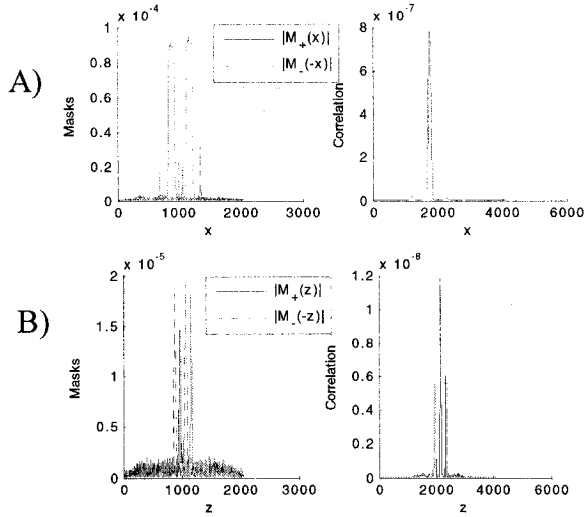 A)
x 10^-4
1
0.8
0.6
0.4
0.2
0
Masks
|M_+(x)|
|M_-(-x)|
0 1000 2000 3000
x
x 10^-7
8
6
4
2
0
Correlation
0 2000 4000 6000
x
B)
x 10^-5
2
1.5
1
0.5
0
Masks
|M_+(z)|
|M_-(-z)|
0 1000 2000 3000
z
x 10^-8
1.2
1
0.8
0.6
0.4
0.2
0
Correlation
0 2000 4000 6000
z